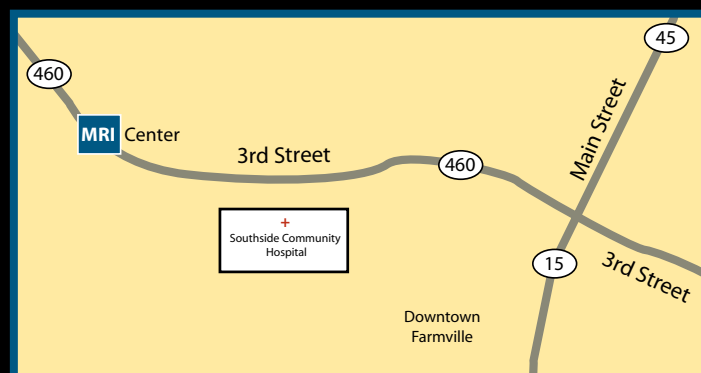 45
460
MRI Center
3rd Street
460
Main Street
Southside Community
Hospital
15
3rd Street
Downtown
Farmville